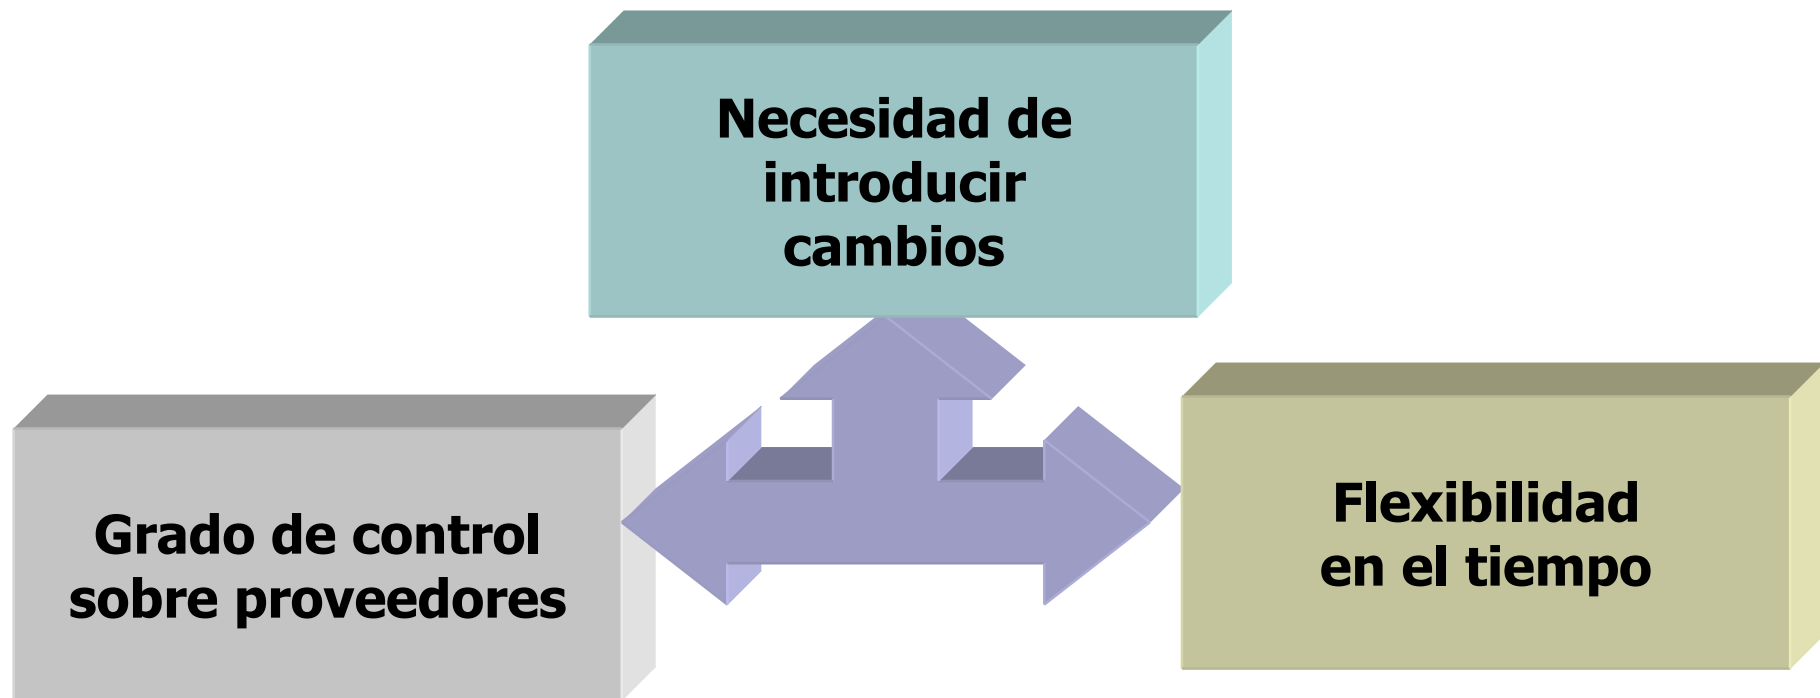 Necesidad de
introducir
cambios
Grado de control
sobre proveedores
Flexibilidad
en el tiempo